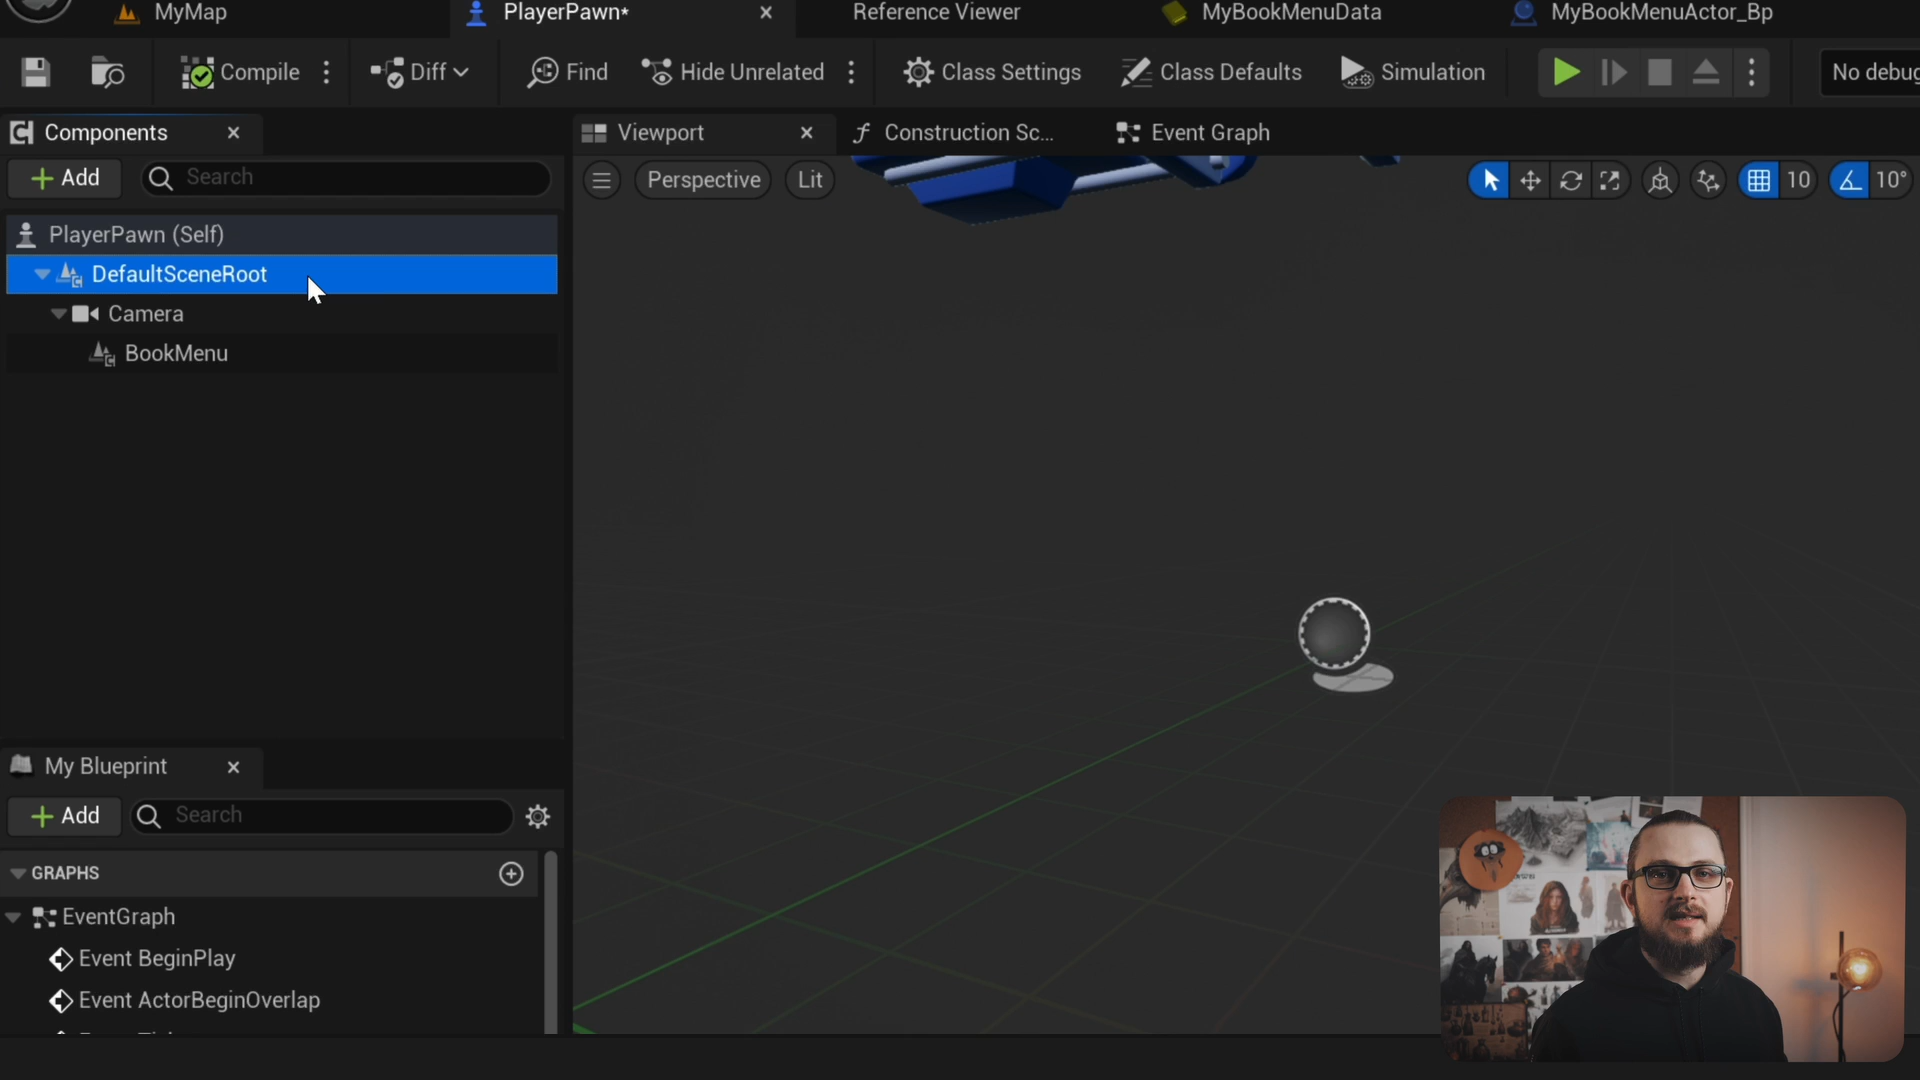 MyMap
PlayerPawn*
Reference Viewer
MyBookMenuData
MyBookMenuActor_Bp
Compile
Diff
Find
Hide Unrelated
Class Settings
Class Defaults
Simulation
No debug
Components
Viewport
Construction Sc...
Event Graph
Add
Search
Perspective
Lit
10
10°
PlayerPawn (Self)
DefaultSceneRoot
Camera
BookMenu
My Blueprint
Add
Search
GRAPHS
EventGraph
Event BeginPlay
Event ActorBeginOverlap